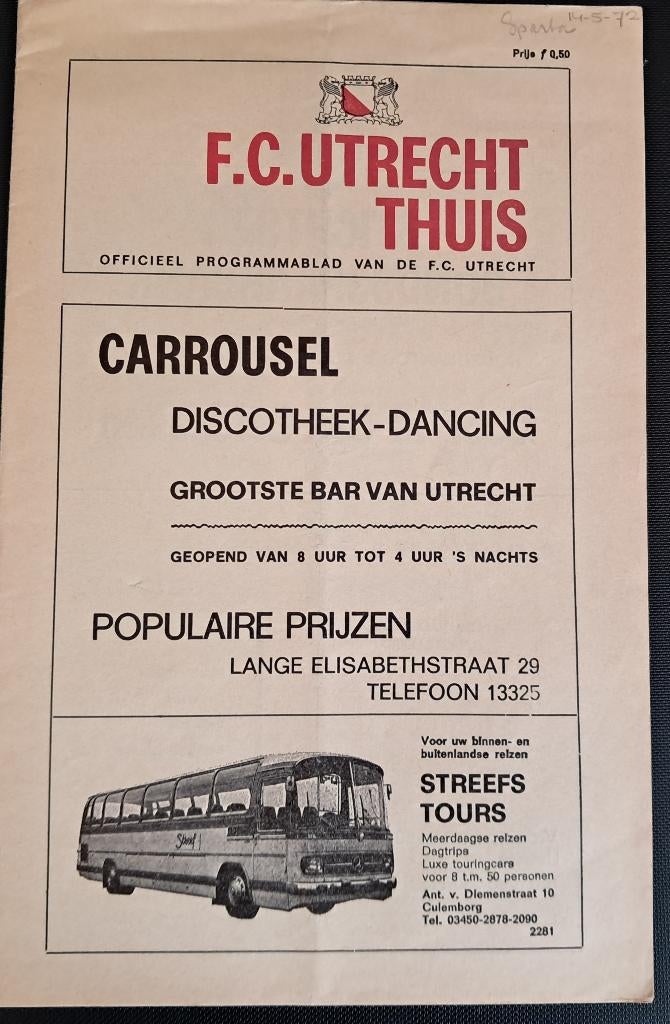 Sparta 14-5-72
Prijs ƒ 0,50
F.C. UTRECHT
THUIS
OFFICIEEL PROGRAMMABLAD VAN DE F.C. UTRECHT
CARROUSEL
DISCOTHEEK-DANCING
GROOTSTE BAR VAN UTRECHT
GEOPEND VAN 8 UUR TOT 4 UUR 'S NACHTS
POPULAIRE PRIJZEN
LANGE ELISABETHSTRAAT 29
TELEFOON 13325
Voor uw binnen- en
buitenlandse reizen
STREEFS
TOURS
Meerdaagse reizen
Dagtrips
Luxe touringcars
voor 8 t.m. 50 personen
Ant. v. Diemenstraat 10
Culemborg
Tel. 03450-2878-2090
2281